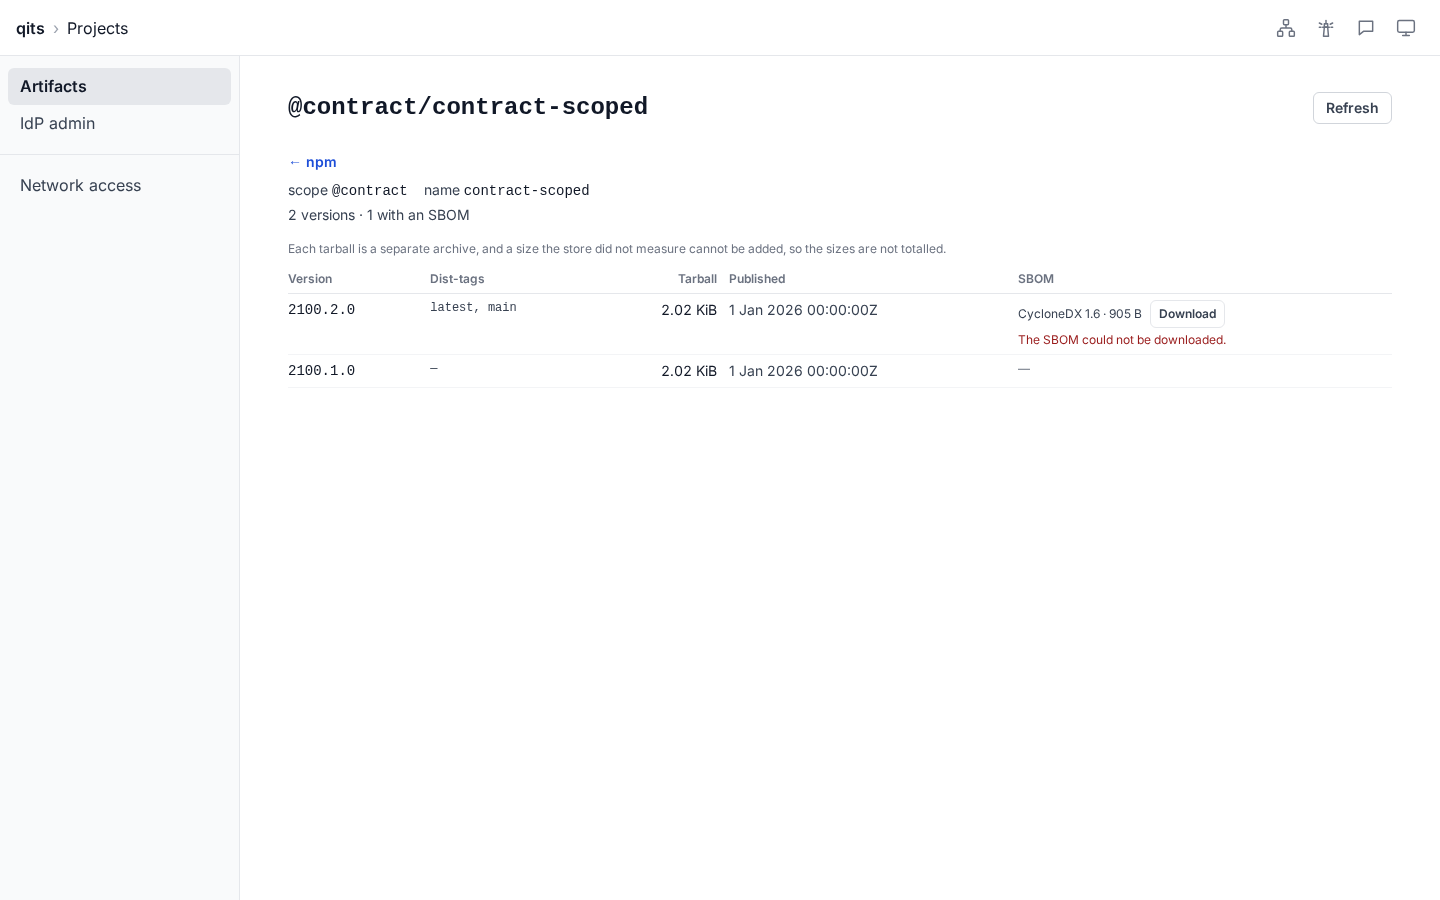 qits › Projects
Artifacts
IdP admin
Network access
@contract/contract-scoped
Refresh
← npm
scope @contract name contract-scoped
2 versions · 1 with an SBOM
Each tarball is a separate archive, and a size the store did not measure cannot be added, so the sizes are not totalled.
Version Dist-tags Tarball Published SBOM
2100.2.0 latest, main 2.02 KiB 1 Jan 2026 00:00:00Z CycloneDX 1.6 · 905 B Download
The SBOM could not be downloaded.
2100.1.0 — 2.02 KiB 1 Jan 2026 00:00:00Z —